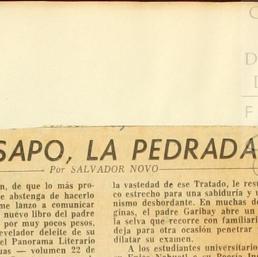 SAPO, LA PEDRADA
Por SALVADOR NOVO
n, de que lo más pro-
e abstenga de hacerlo
me lanzo a comunicar
nuevo libro del padre
por muy pocos pesos,
revelador deleite de su
el Panorama Literario
uas — volumen 22 de
la vastedad de ese Tratado, le resu
co estrecho para una sabiduría y u
nismo desbordante. En muchas de
ginas, el padre Garibay abre un
la selva que recorre con familiari
deja para otra ocasión penetrar
dilatar su examen.
A los estudiantes universitario